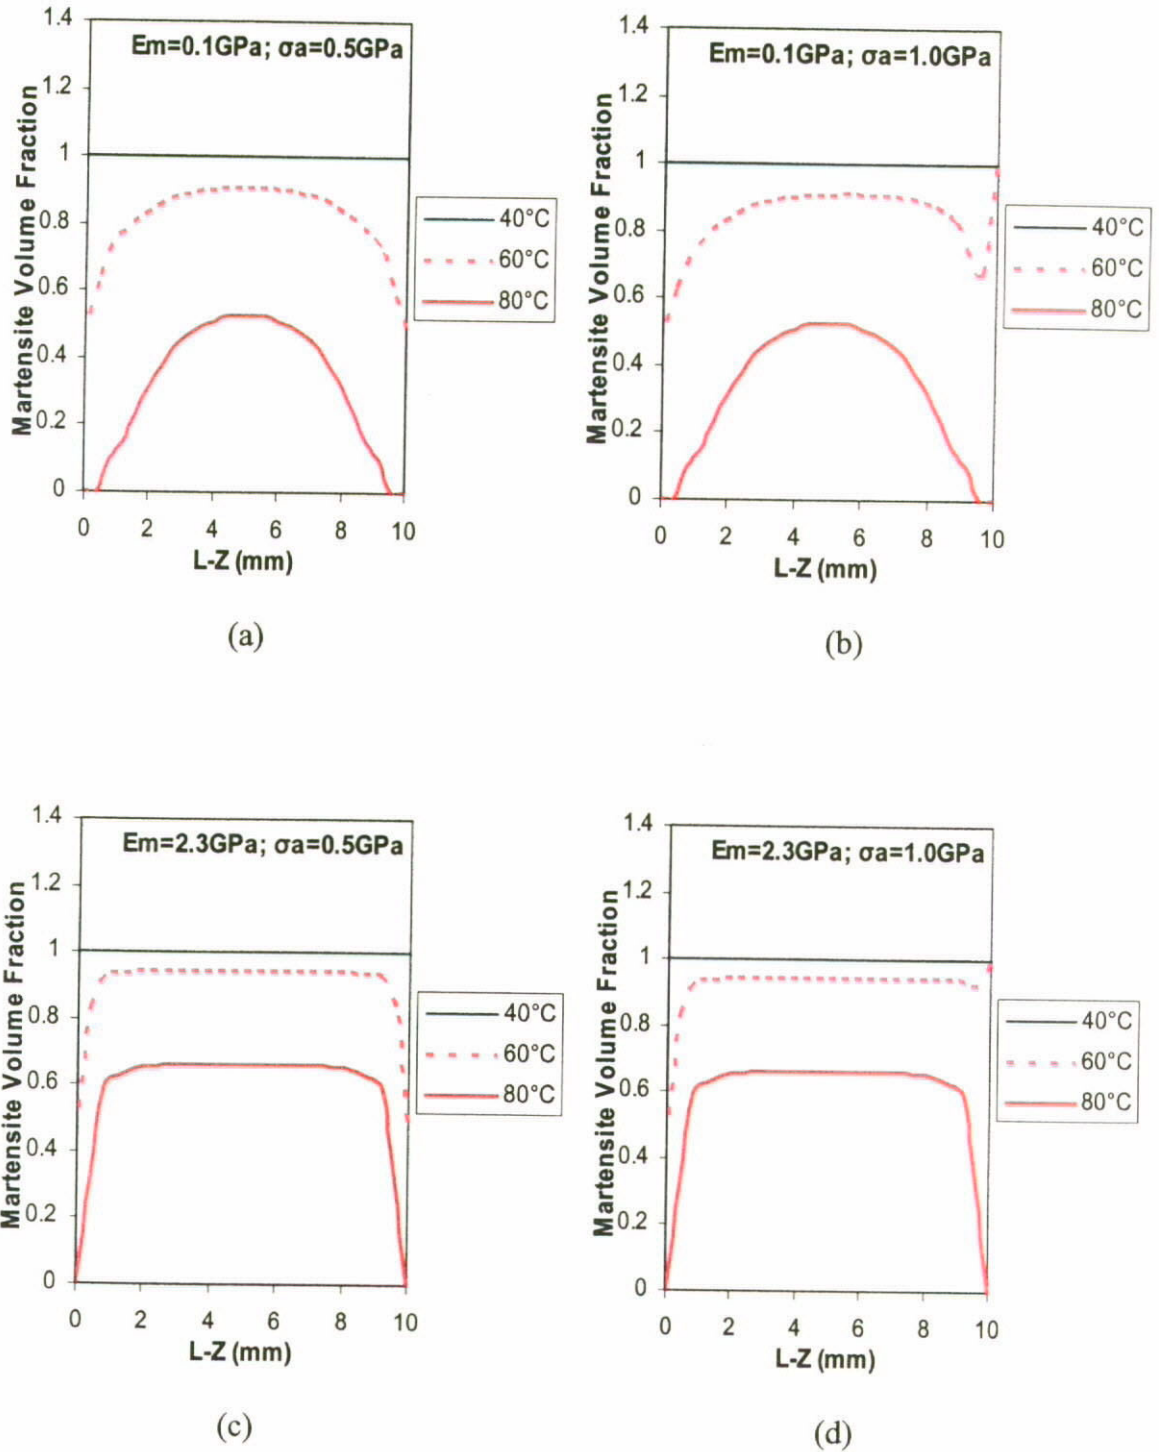 Em=0.1GPa; σa=0.5GPa
Martensite Volume Fraction
1.4
1.2
1
0.8
0.6
0.4
0.2
0
0 2 4 6 8 10
L-Z (mm)
40°C
60°C
80°C
(a)
Em=0.1GPa; σa=1.0GPa
Martensite Volume Fraction
1.4
1.2
1
0.8
0.6
0.4
0.2
0
0 2 4 6 8 10
L-Z (mm)
40°C
60°C
80°C
(b)
Em=2.3GPa; σa=0.5GPa
Martensite Volume Fraction
1.4
1.2
1
0.8
0.6
0.4
0.2
0
0 2 4 6 8 10
L-Z (mm)
40°C
60°C
80°C
(c)
Em=2.3GPa; σa=1.0GPa
Martensite Volume Fraction
1.4
1.2
1
0.8
0.6
0.4
0.2
0
0 2 4 6 8 10
L-Z (mm)
40°C
60°C
80°C
(d)